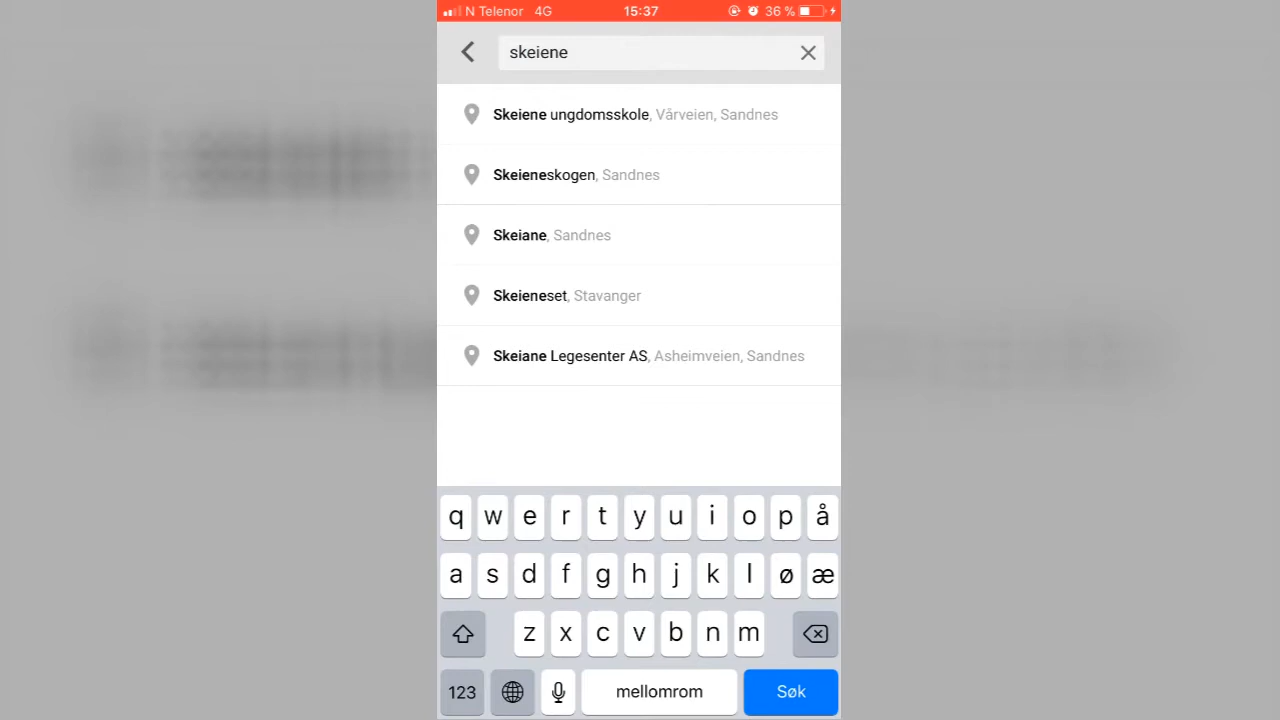 N Telenor 4G 15:37 36 %
skeiene
Skeiene ungdomsskole, Vårveien, Sandnes
Skeieneskogen, Sandnes
Skeiane, Sandnes
Skeieneset, Stavanger
Skeiane Legesenter AS, Asheimveien, Sandnes
q w e r t y u i o p å
a s d f g h j k l ø æ
z x c v b n m
123 mellomrom Søk